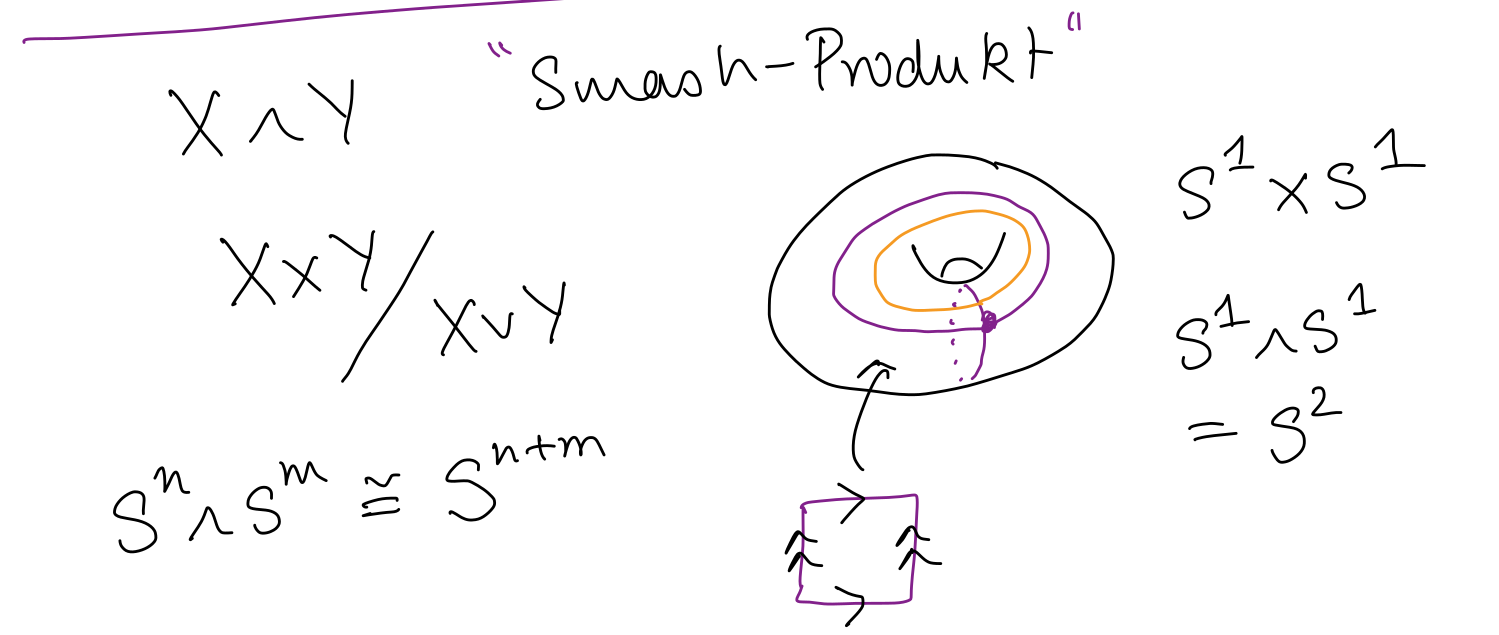 "Smash-Produkt"
X ∧ Y
X × Y / X ∨ Y
Sⁿ ∧ Sᵐ ≅ Sⁿ⁺ᵐ
S¹ × S¹
S¹ ∧ S¹
= S²